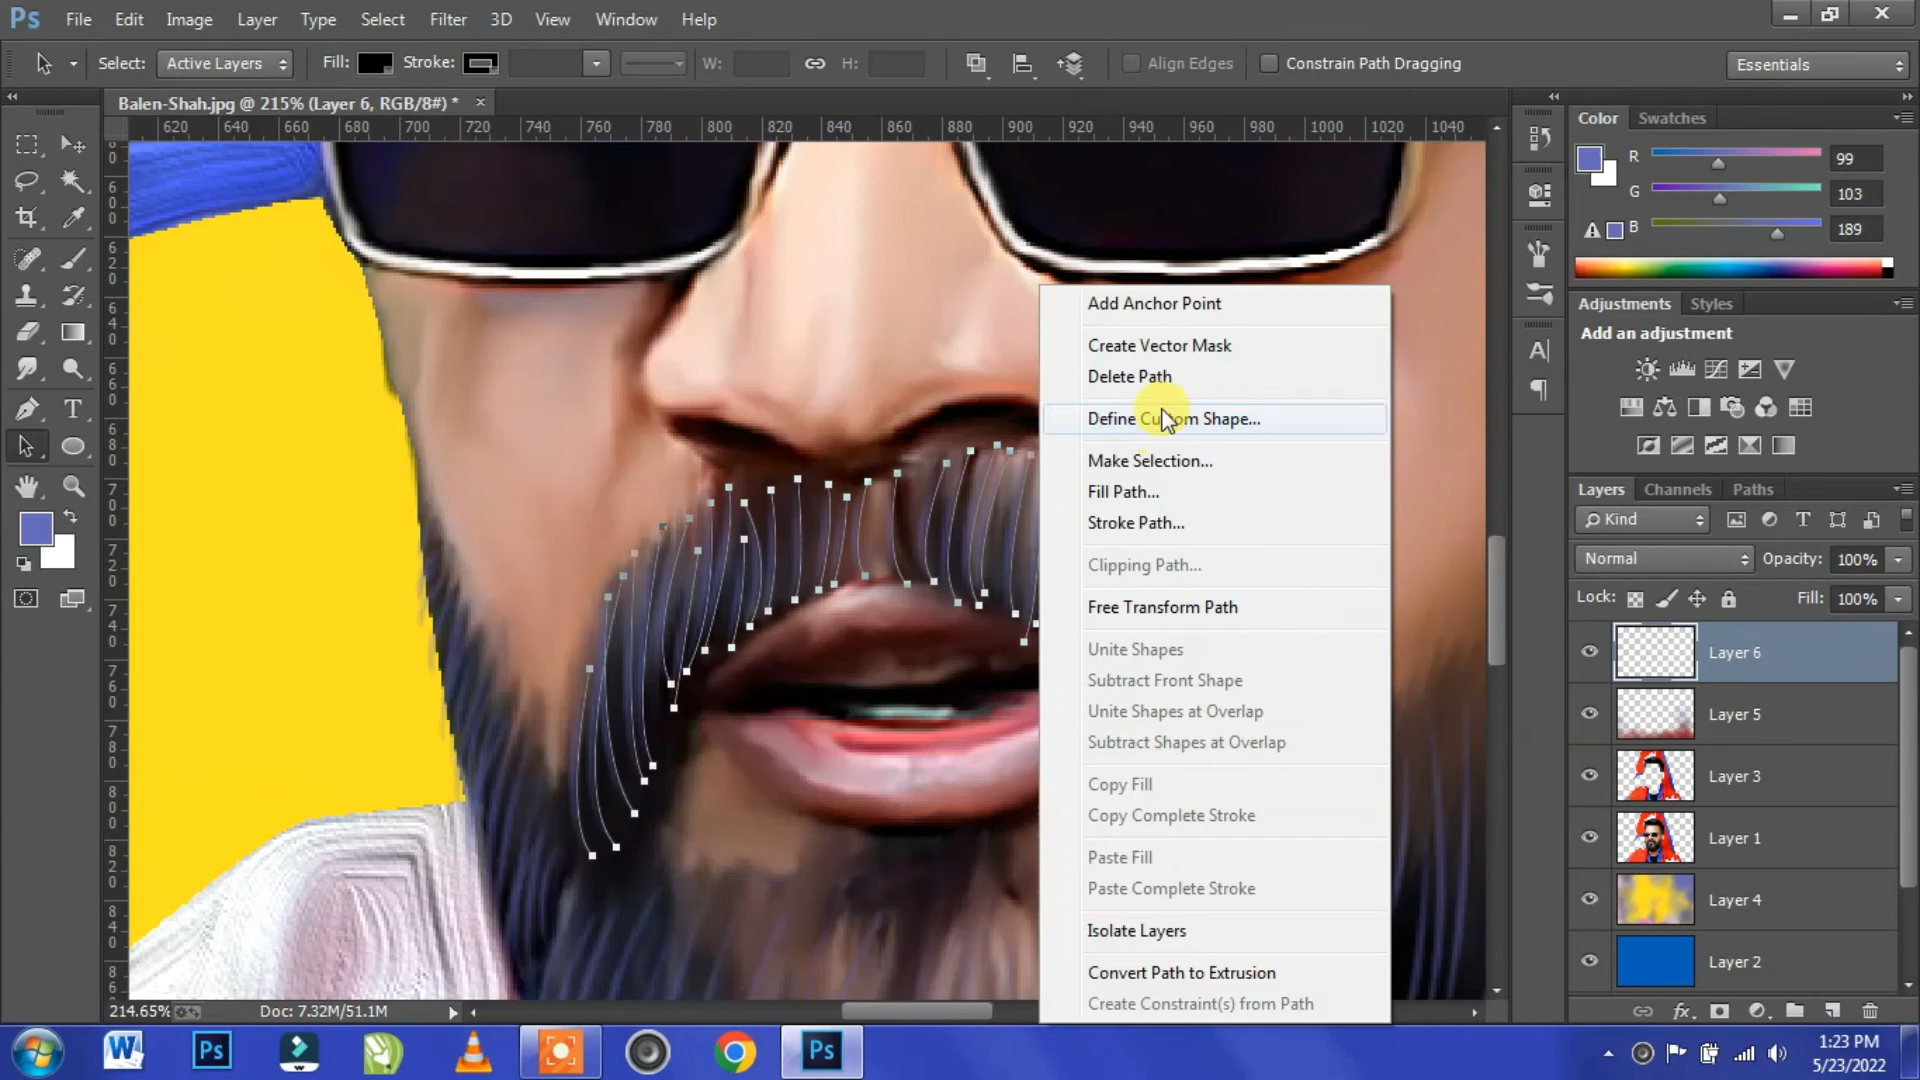 Ps File Edit Image Layer Type Select Filter 3D View Window Help
Select: Active Layers Fill: Stroke: W: H: Align Edges Constrain Path Dragging Essentials
Balen-Shah.jpg @ 215% (Layer 6, RGB/8#) *
620 640 660 680 700 720 740 760 780 800 820 840 860 880 900 920 940 960 980 1000 1020 1040
Color Swatches
R 99
G 103
B 189
Adjustments Styles
Add an adjustment
Layers Channels Paths
Kind
Normal Opacity: 100%
Lock: Fill: 100%
Layer 6
Layer 5
Layer 3
Layer 1
Layer 4
Layer 2
Add Anchor Point
Create Vector Mask
Delete Path
Define Custom Shape...
Make Selection...
Fill Path...
Stroke Path...
Clipping Path...
Free Transform Path
Unite Shapes
Subtract Front Shape
Unite Shapes at Overlap
Subtract Shapes at Overlap
Copy Fill
Copy Complete Stroke
Paste Fill
Paste Complete Stroke
Isolate Layers
Convert Path to Extrusion
Create Constraint(s) from Path
214.65% Doc: 7.32M/51.1M
1:23 PM
5/23/2022